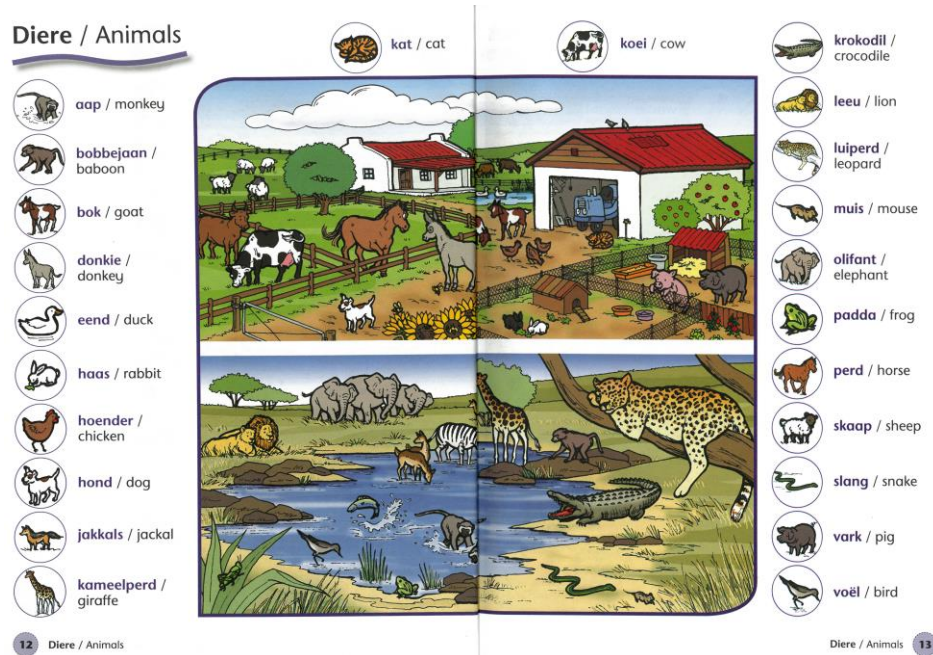 Diere / Animals
aap / monkey
bobbejaan /
baboon
bok / goat
donkie /
donkey
eend / duck
haas / rabbit
hoender /
chicken
hond / dog
jakkals / jackal
kameelperd /
giraffe
kat / cat
koei / cow
krokodil /
crocodile
leeu / lion
luiperd /
leopard
muis / mouse
olifant /
elephant
padda / frog
perd / horse
skaap / sheep
slang / snake
vark / pig
voël / bird
12 Diere / Animals
Diere / Animals 13